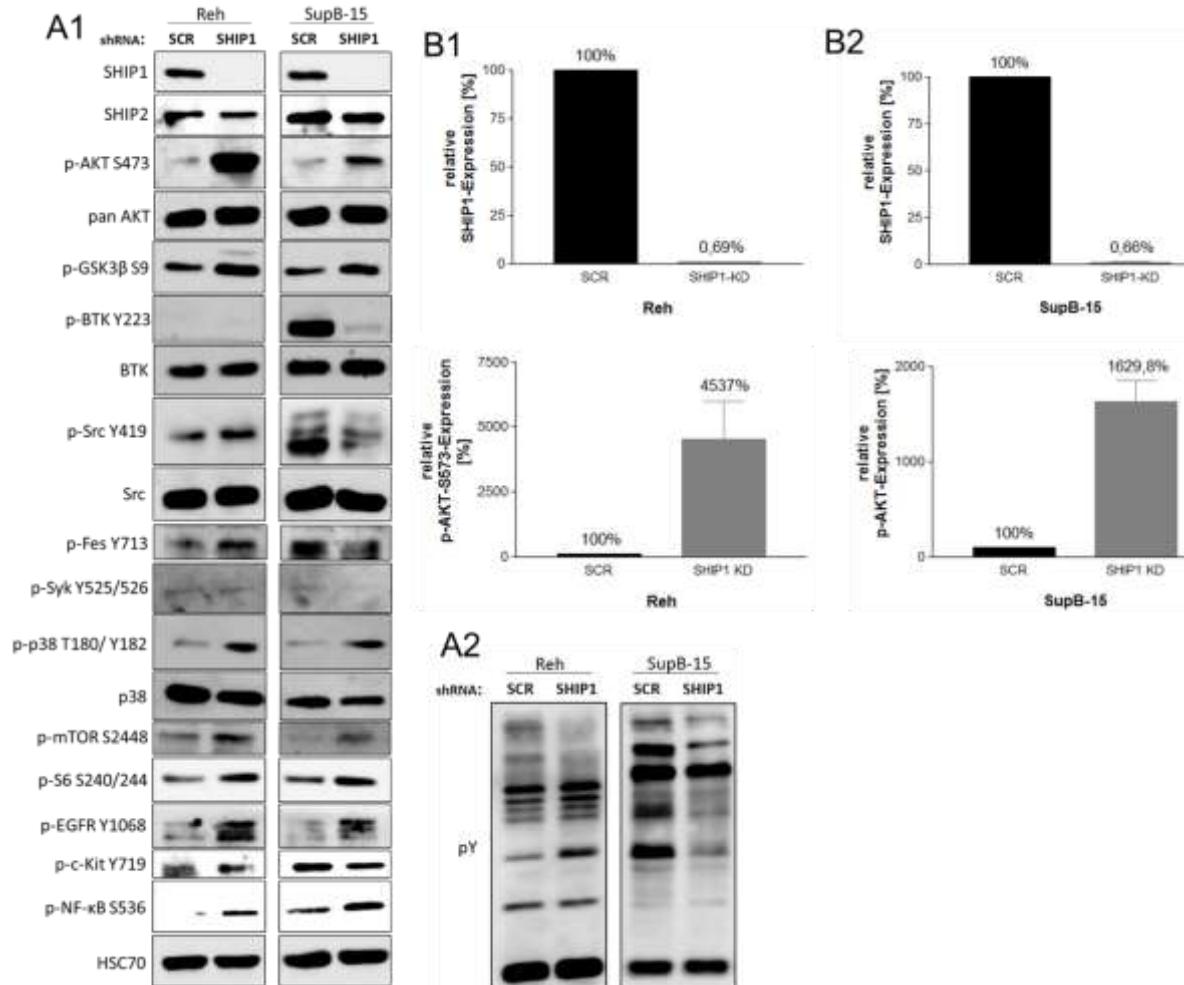 A1
Reh
SupB-15
shRNA:
SCR
SHIP1
SCR
SHIP1
SHIP1
SHIP2
p-AKT S473
pan AKT
p-GSK3β S9
p-BTK Y223
BTK
p-Src Y419
Src
p-Fes Y713
p-Syk Y525/526
p-p38 T180/ Y182
p38
p-mTOR S2448
p-S6 S240/244
p-EGFR Y1068
p-c-Kit Y719
p-NF-κB S536
HSC70
B1
relative
SHIP1-Expression [%]
100
75
50
25
0
100%
0,69%
SCR
SHIP1-KD
Reh
relative
p-AKT-S573-Expression
[%]
7500
5000
2500
0
100%
4537%
SCR
SHIP1 KD
Reh
B2
relative
SHIP1-Expression [%]
100
75
50
25
0
100%
0,66%
SCR
SHIP1-KD
SupB-15
relative
p-AKT-Expression [%]
2000
1000
0
100%
1629,8%
SCR
SHIP1 KD
SupB-15
A2
Reh
SupB-15
shRNA:
SCR
SHIP1
SCR
SHIP1
pY